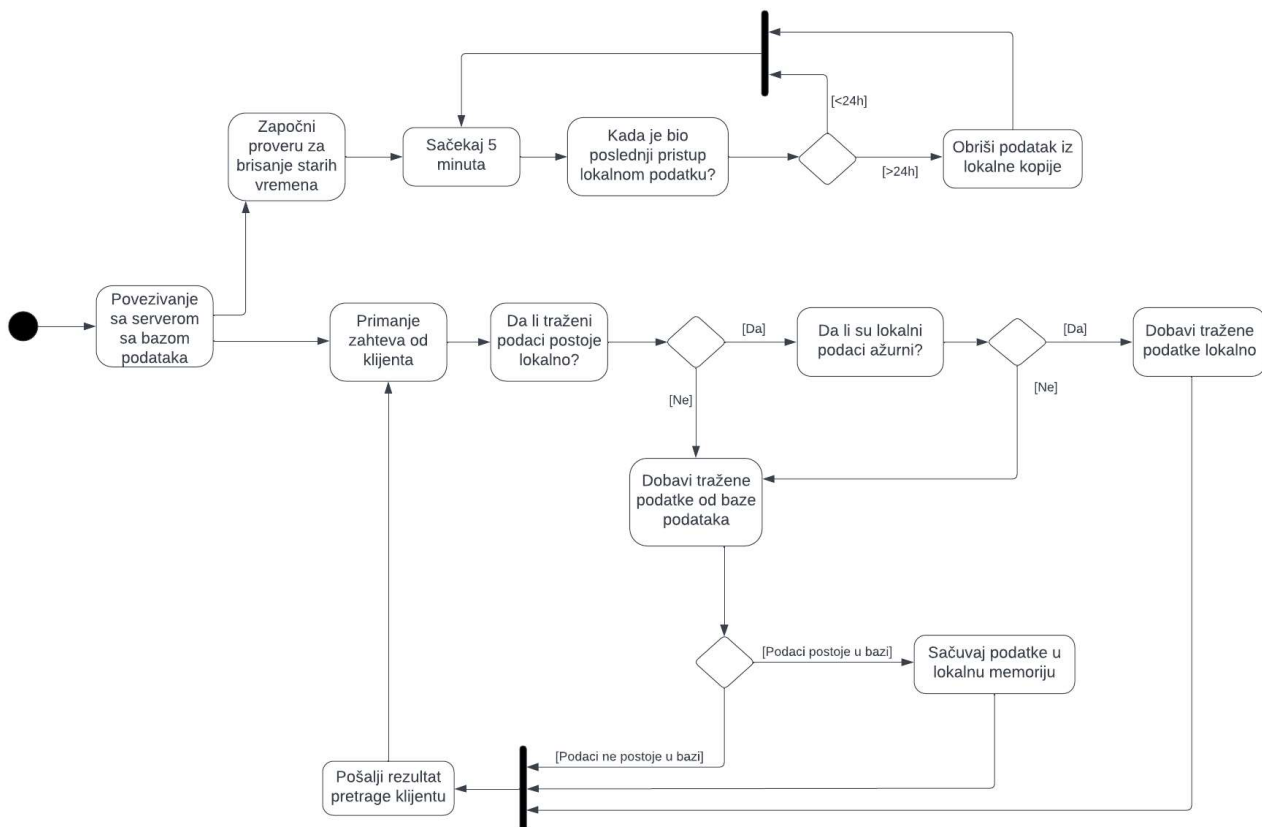 [<24h]
Započni
proveru za
brisanje starih
vremena
Sačekaj 5
minuta
Kada je bio
poslednji pristup
lokalnom podatku?
[>24h]
Obriši podatak iz
lokalne kopije
Povezivanje
sa serverom
sa bazom
podataka
Primanje
zahteva od
klijenta
Da li traženi
podaci postoje
lokalno?
[Da]
[Ne]
Da li su lokalni
podaci ažurni?
[Da]
[Ne]
Dobavi tražene
podatke lokalno
Dobavi tražene
podatke od baze
podataka
[Podaci postoje u bazi]
Sačuvaj podatke u
lokalnu memoriju
[Podaci ne postoje u bazi]
Pošalji rezultat
pretrage klijentu